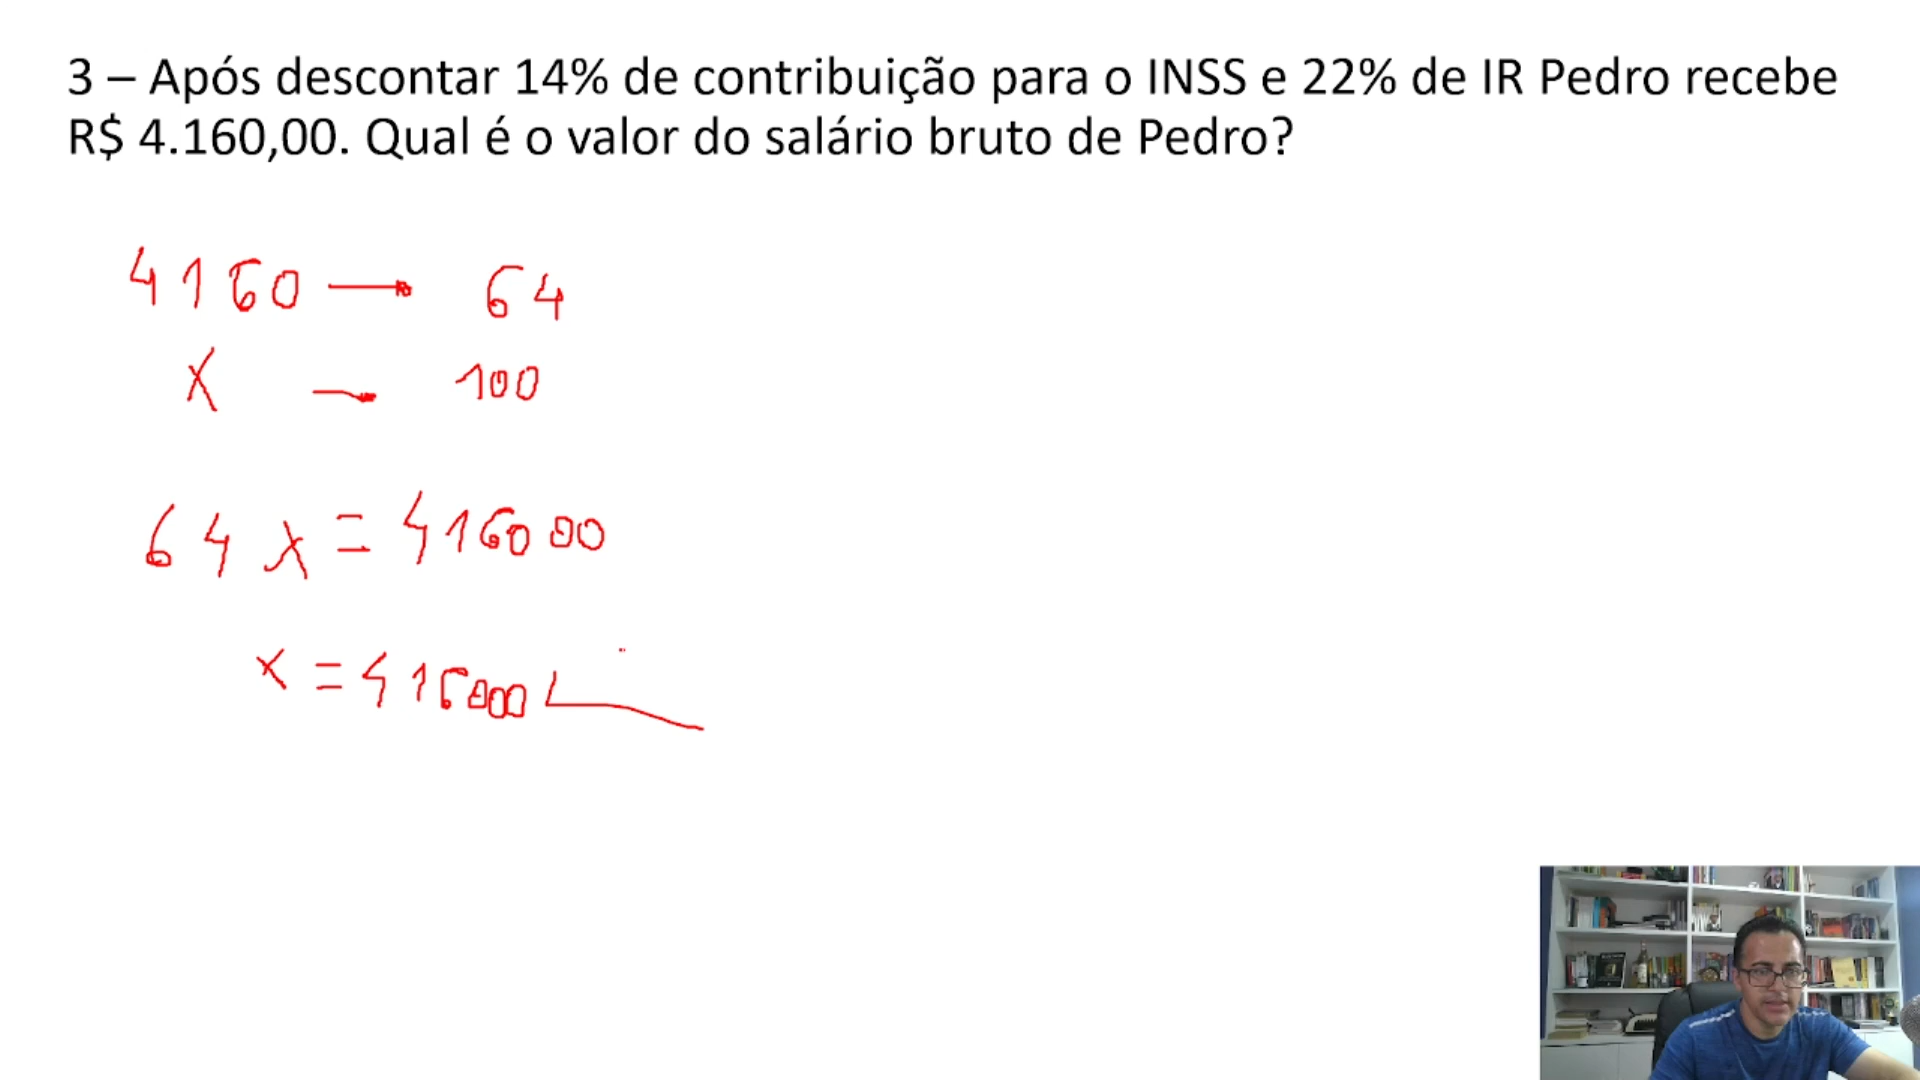 3 – Após descontar 14% de contribuição para o INSS e 22% de IR Pedro recebe
R$ 4.160,00. Qual é o valor do salário bruto de Pedro?
4160 → 64
x → 100
64x = 416000
x = 416000